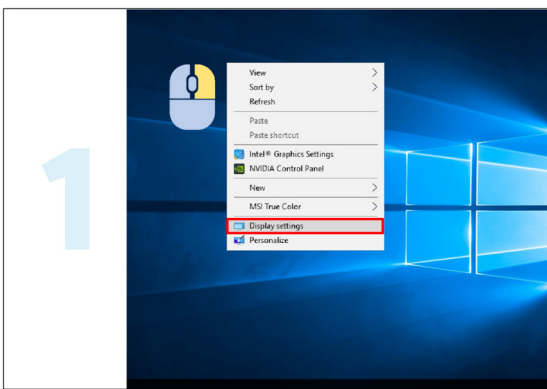 1
View
Sort by
Refresh
Paste
Paste shortcut
Intel® Graphics Settings
NVIDIA Control Panel
New
MSI True Color
Display settings
Personalize